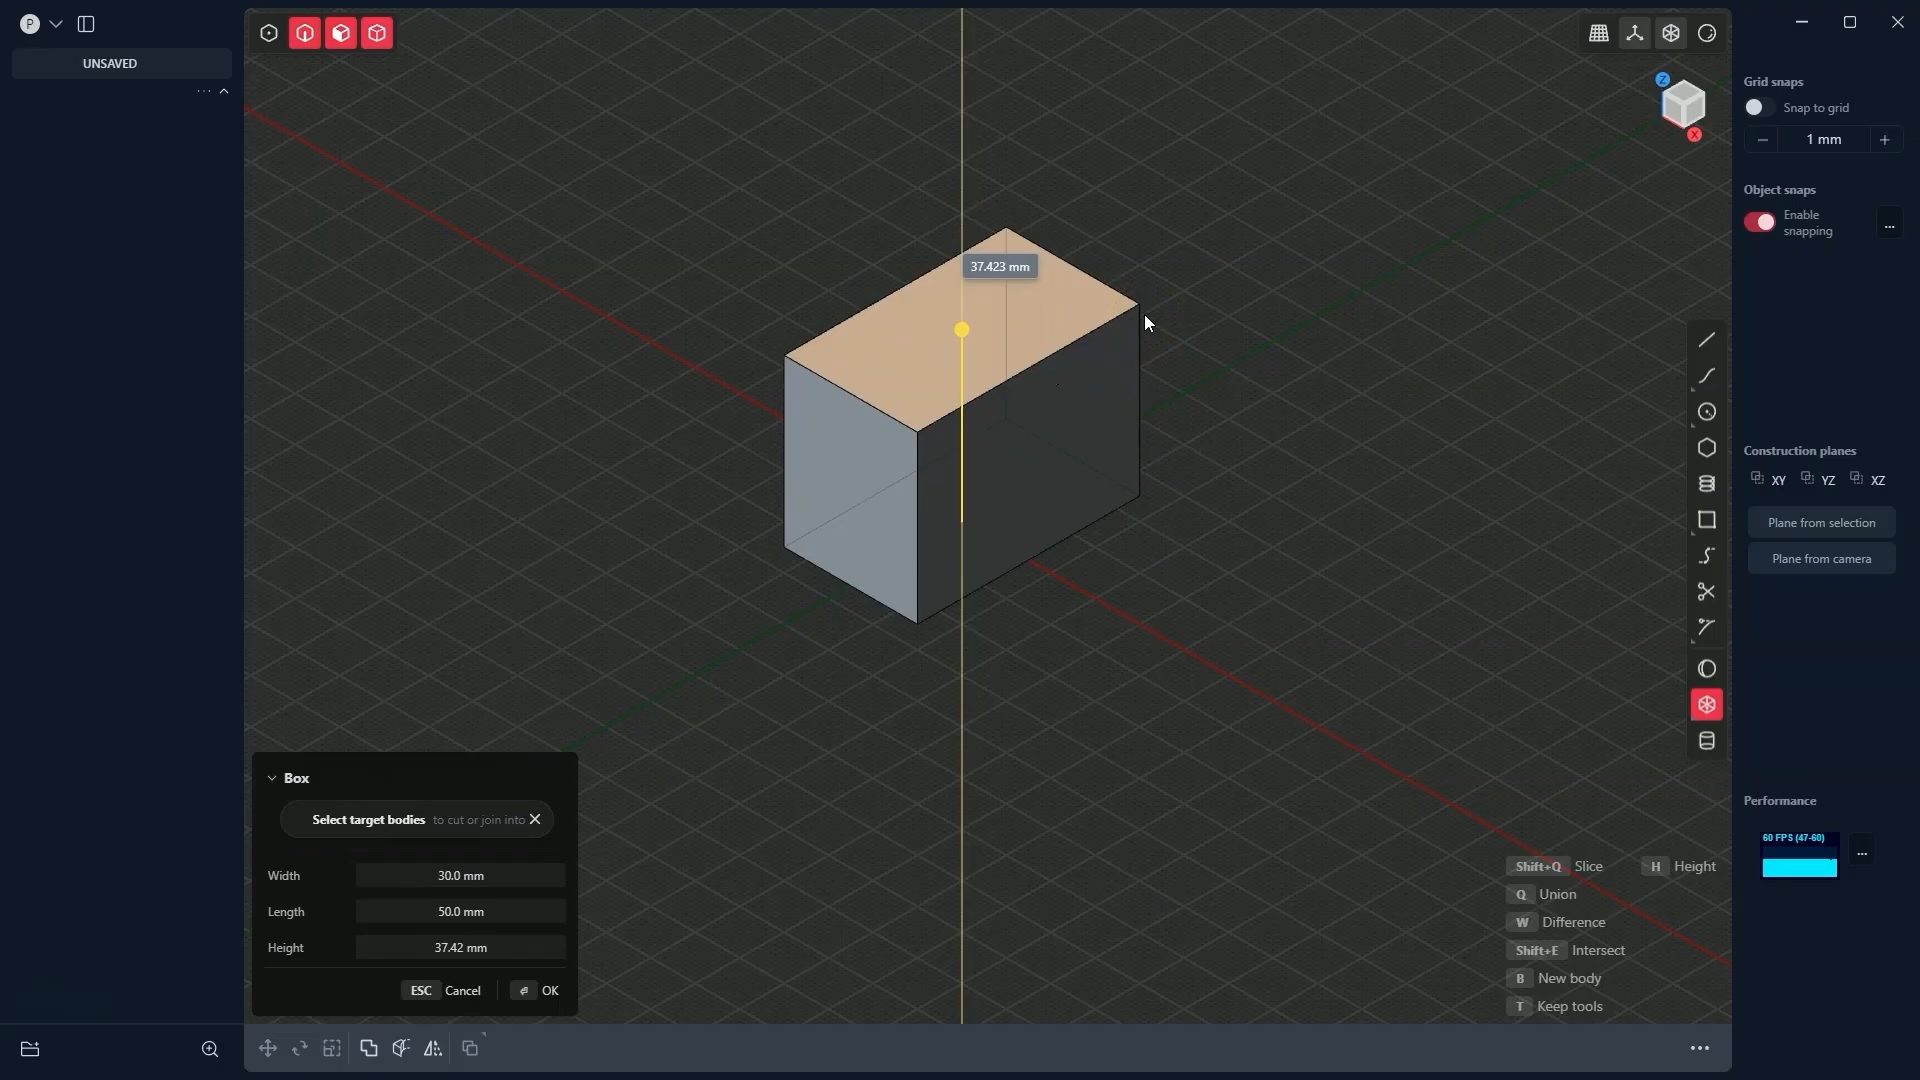 P
UNSAVED
Z
X
37.423 mm
Grid snaps
Snap to grid
1 mm
Object snaps
Enable
snapping
...
Construction planes
XY YZ XZ
Plane from selection
Plane from camera
Performance
60 FPS (47-60)
...
Box
Select target bodies to cut or join into
Width 30.0 mm
Length 50.0 mm
Height 37.42 mm
ESC Cancel OK
Shift+Q Slice H Height
Q Union
W Difference
Shift+E Intersect
B New body
T Keep tools